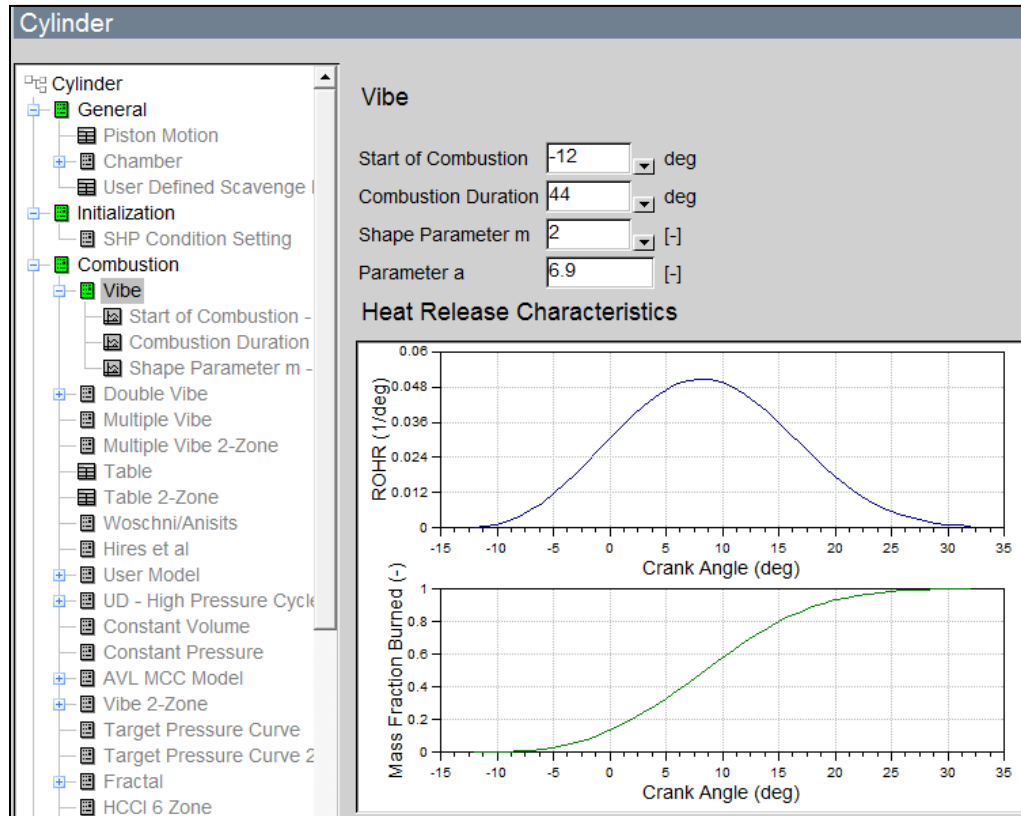 Cylinder
Cylinder
General
Piston Motion
Chamber
User Defined Scavenge
Initialization
SHP Condition Setting
Combustion
Vibe
Start of Combustion -
Combustion Duration
Shape Parameter m -
Double Vibe
Multiple Vibe
Multiple Vibe 2-Zone
Table
Table 2-Zone
Woschni/Anisits
Hires et al
User Model
UD - High Pressure Cycle
Constant Volume
Constant Pressure
AVL MCC Model
Vibe 2-Zone
Target Pressure Curve
Target Pressure Curve 2
Fractal
HCCI 6 Zone
Vibe
Start of Combustion -12 deg
Combustion Duration 44 deg
Shape Parameter m 2 [-]
Parameter a 6.9 [-]
Heat Release Characteristics
ROHR (1/deg)
0.06
0.048
0.036
0.024
0.012
0
-15 -10 -5 0 5 10 15 20 25 30 35
Crank Angle (deg)
Mass Fraction Burned (-)
1
0.8
0.6
0.4
0.2
0
-15 -10 -5 0 5 10 15 20 25 30 35
Crank Angle (deg)